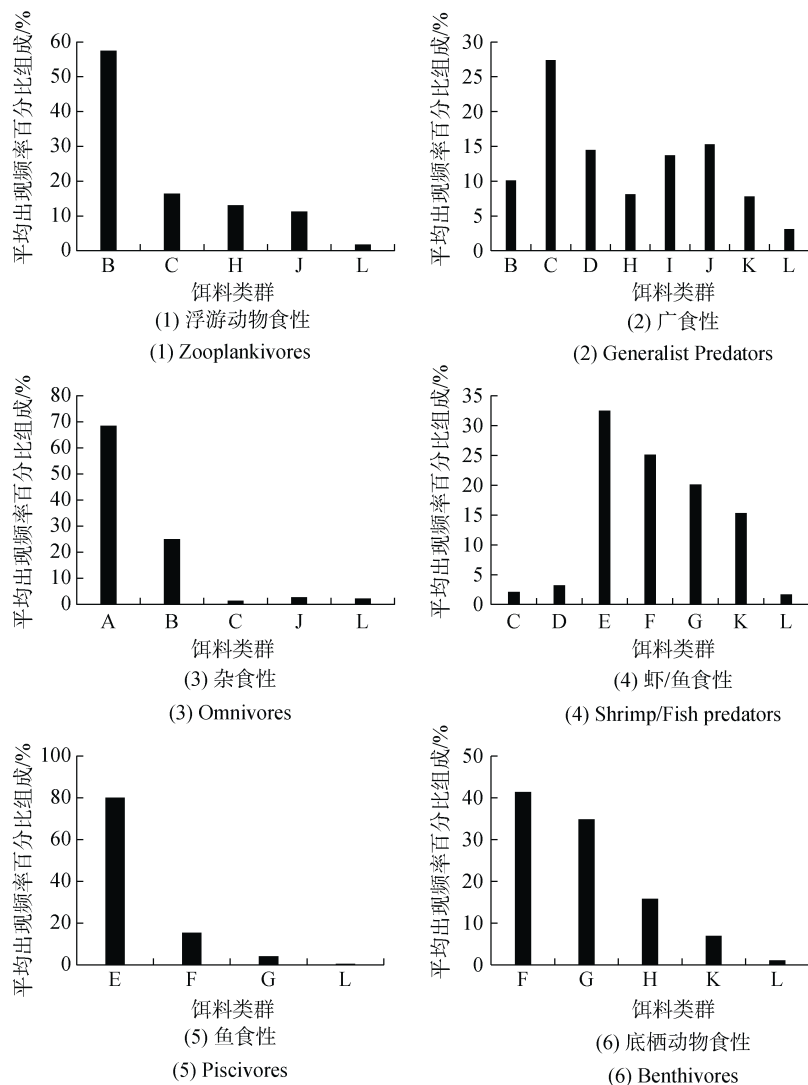 平均出现频率百分比组成/%
60
50
40
30
20
10
0
B C H J L
饵料类群
(1) 浮游动物食性
(1) Zooplankivores
平均出现频率百分比组成/%
30
25
20
15
10
5
0
B C D H I J K L
饵料类群
(2) 广食性
(2) Generalist Predators
平均出现频率百分比组成/%
80
70
60
50
40
30
20
10
0
A B C J L
饵料类群
(3) 杂食性
(3) Omnivores
平均出现频率百分比组成/%
35
30
25
20
15
10
5
0
C D E F G K L
饵料类群
(4) 虾/鱼食性
(4) Shrimp/Fish predators
平均出现频率百分比组成/%
100
80
60
40
20
0
E F G L
饵料类群
(5) 鱼食性
(5) Piscivores
平均出现频率百分比组成/%
50
40
30
20
10
0
F G H K L
饵料类群
(6) 底栖动物食性
(6) Benthivores